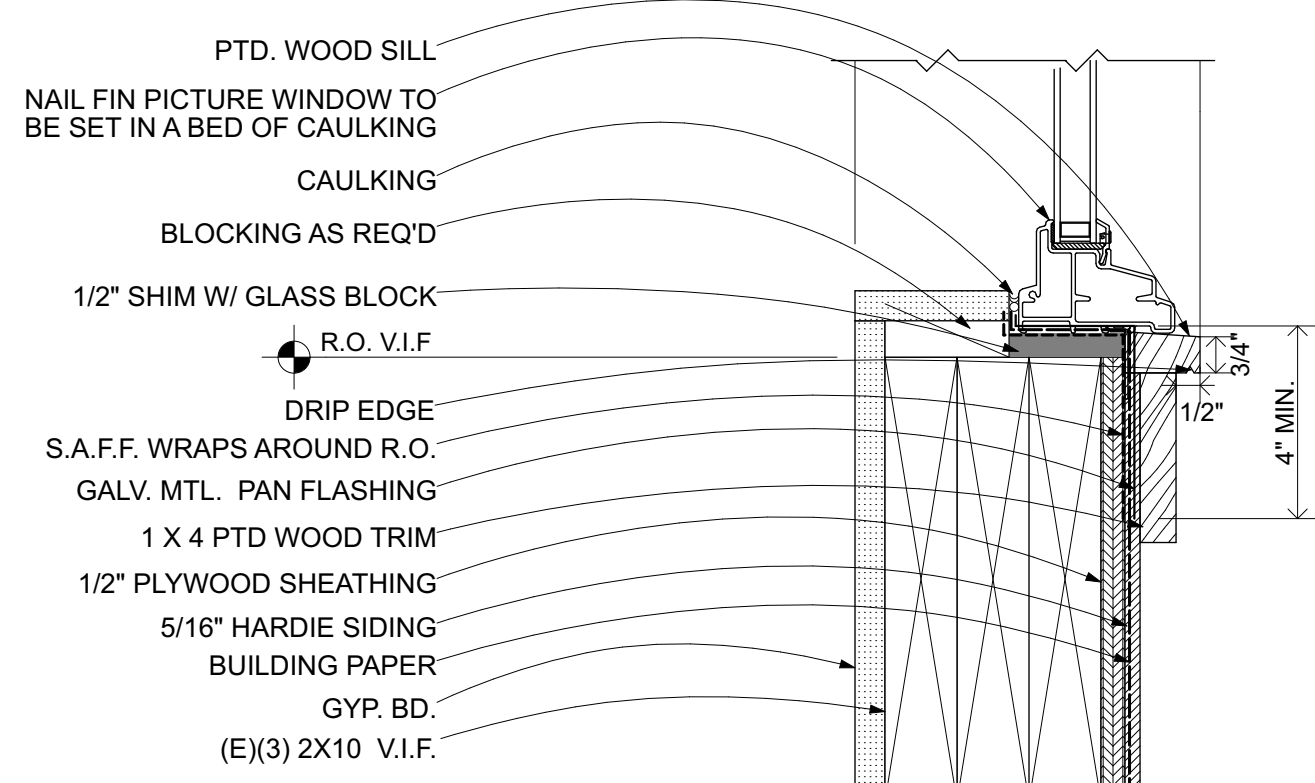 PTD. WOOD SILL
NAIL FIN PICTURE WINDOW TO
BE SET IN A BED OF CAULKING
CAULKING
BLOCKING AS REQ'D
1/2" SHIM W/ GLASS BLOCK
R.O. V.I.F
DRIP EDGE
S.A.F.F. WRAPS AROUND R.O.
GALV. MTL. PAN FLASHING
1 X 4 PTD WOOD TRIM
1/2" PLYWOOD SHEATHING
5/16" HARDIE SIDING
BUILDING PAPER
GYP. BD.
(E)(3) 2X10 V.I.F.
3/4"
1/2"
4" MIN.